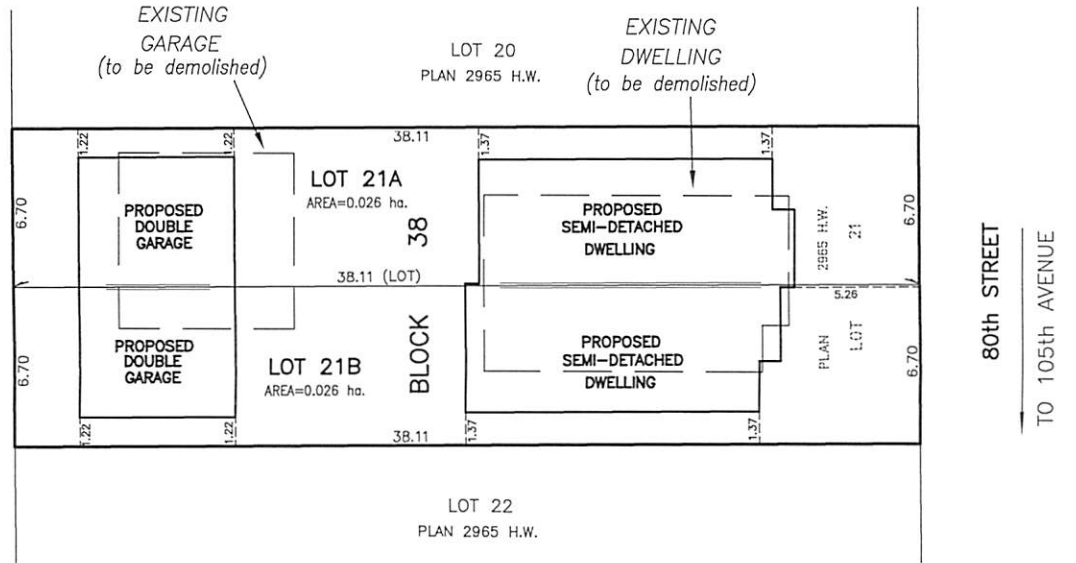 EXISTING
GARAGE
(to be demolished)
LOT 20
PLAN 2965 H.W.
EXISTING
DWELLING
(to be demolished)
1.22
1.22
38.11
1.37
1.37
6.70
PROPOSED
DOUBLE
GARAGE
LOT 21A
AREA=0.026 ha.
PROPOSED
SEMI-DETACHED
DWELLING
6.70
38.11 (LOT)
BLOCK 38
PLAN 2965 H.W.
LOT 21
5.26
6.70
PROPOSED
DOUBLE
GARAGE
LOT 21B
AREA=0.026 ha.
PROPOSED
SEMI-DETACHED
DWELLING
6.70
1.22
1.22
38.11
1.37
1.37
LOT 22
PLAN 2965 H.W.
80th STREET
TO 105th AVENUE